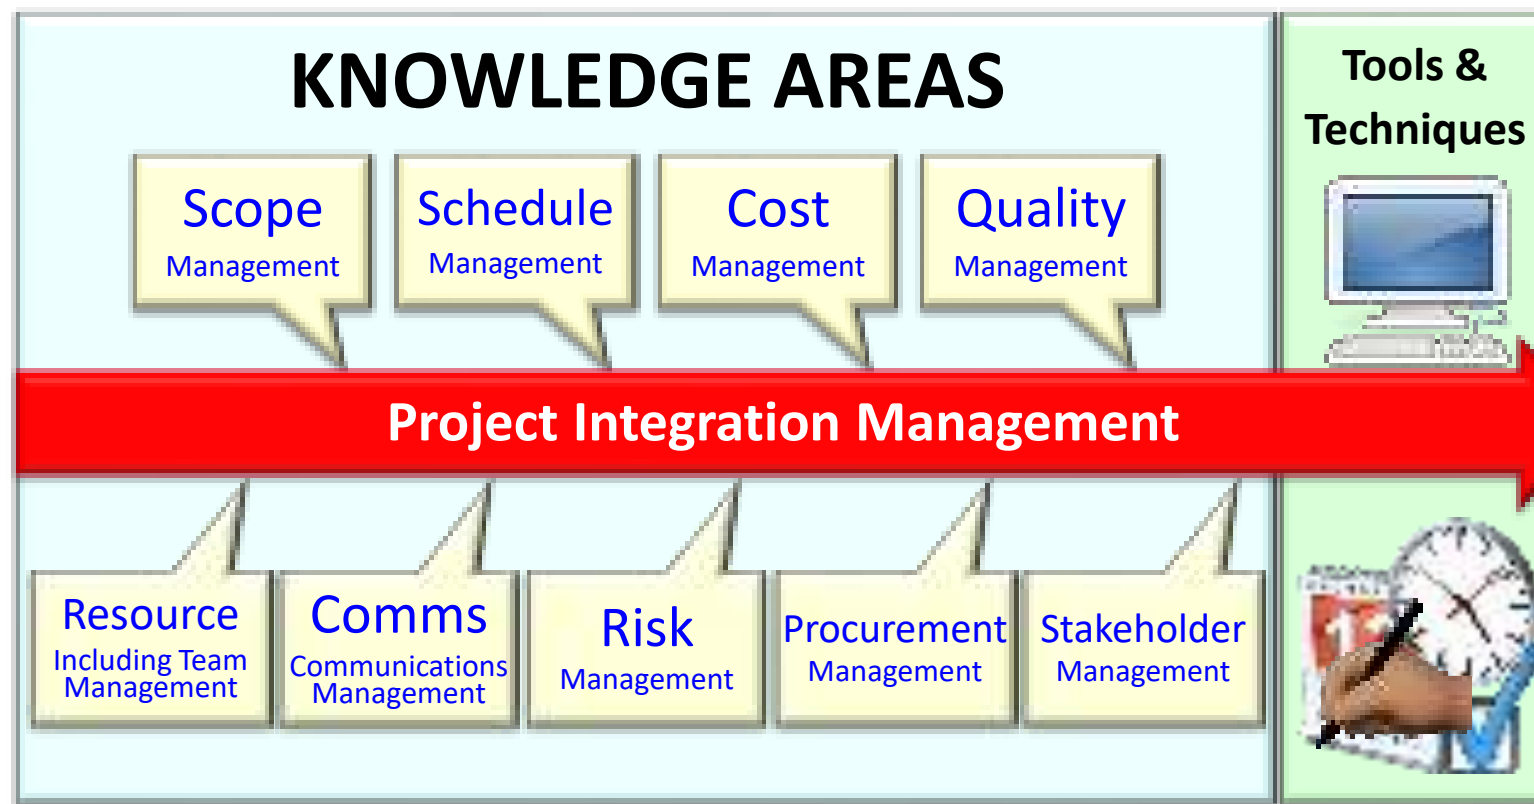 KNOWLEDGE AREAS
Tools &
Techniques
Scope
Management
Schedule
Management
Cost
Management
Quality
Management
Project Integration Management
Resource
Including Team
Management
Comms
Communications
Management
Risk
Management
Procurement
Management
Stakeholder
Management
11